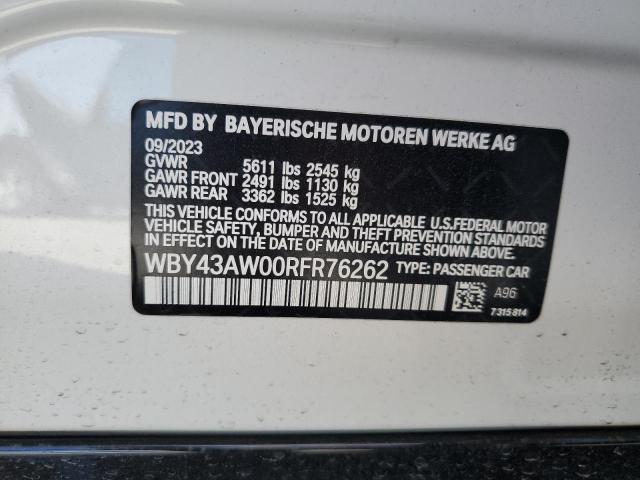 MFD BY BAYERISCHE MOTOREN WERKE AG
09/2023
GVWR 5611 lbs 2545 kg
GAWR FRONT 2491 lbs 1130 kg
GAWR REAR 3362 lbs 1525 kg
THIS VEHICLE CONFORMS TO ALL APPLICABLE U.S.FEDERAL MOTOR
VEHICLE SAFETY, BUMPER AND THEFT PREVENTION STANDARDS
IN EFFECT ON THE DATE OF MANUFACTURE SHOWN ABOVE.
WBY43AW00RFR76262 TYPE: PASSENGER CAR
A96
7315814